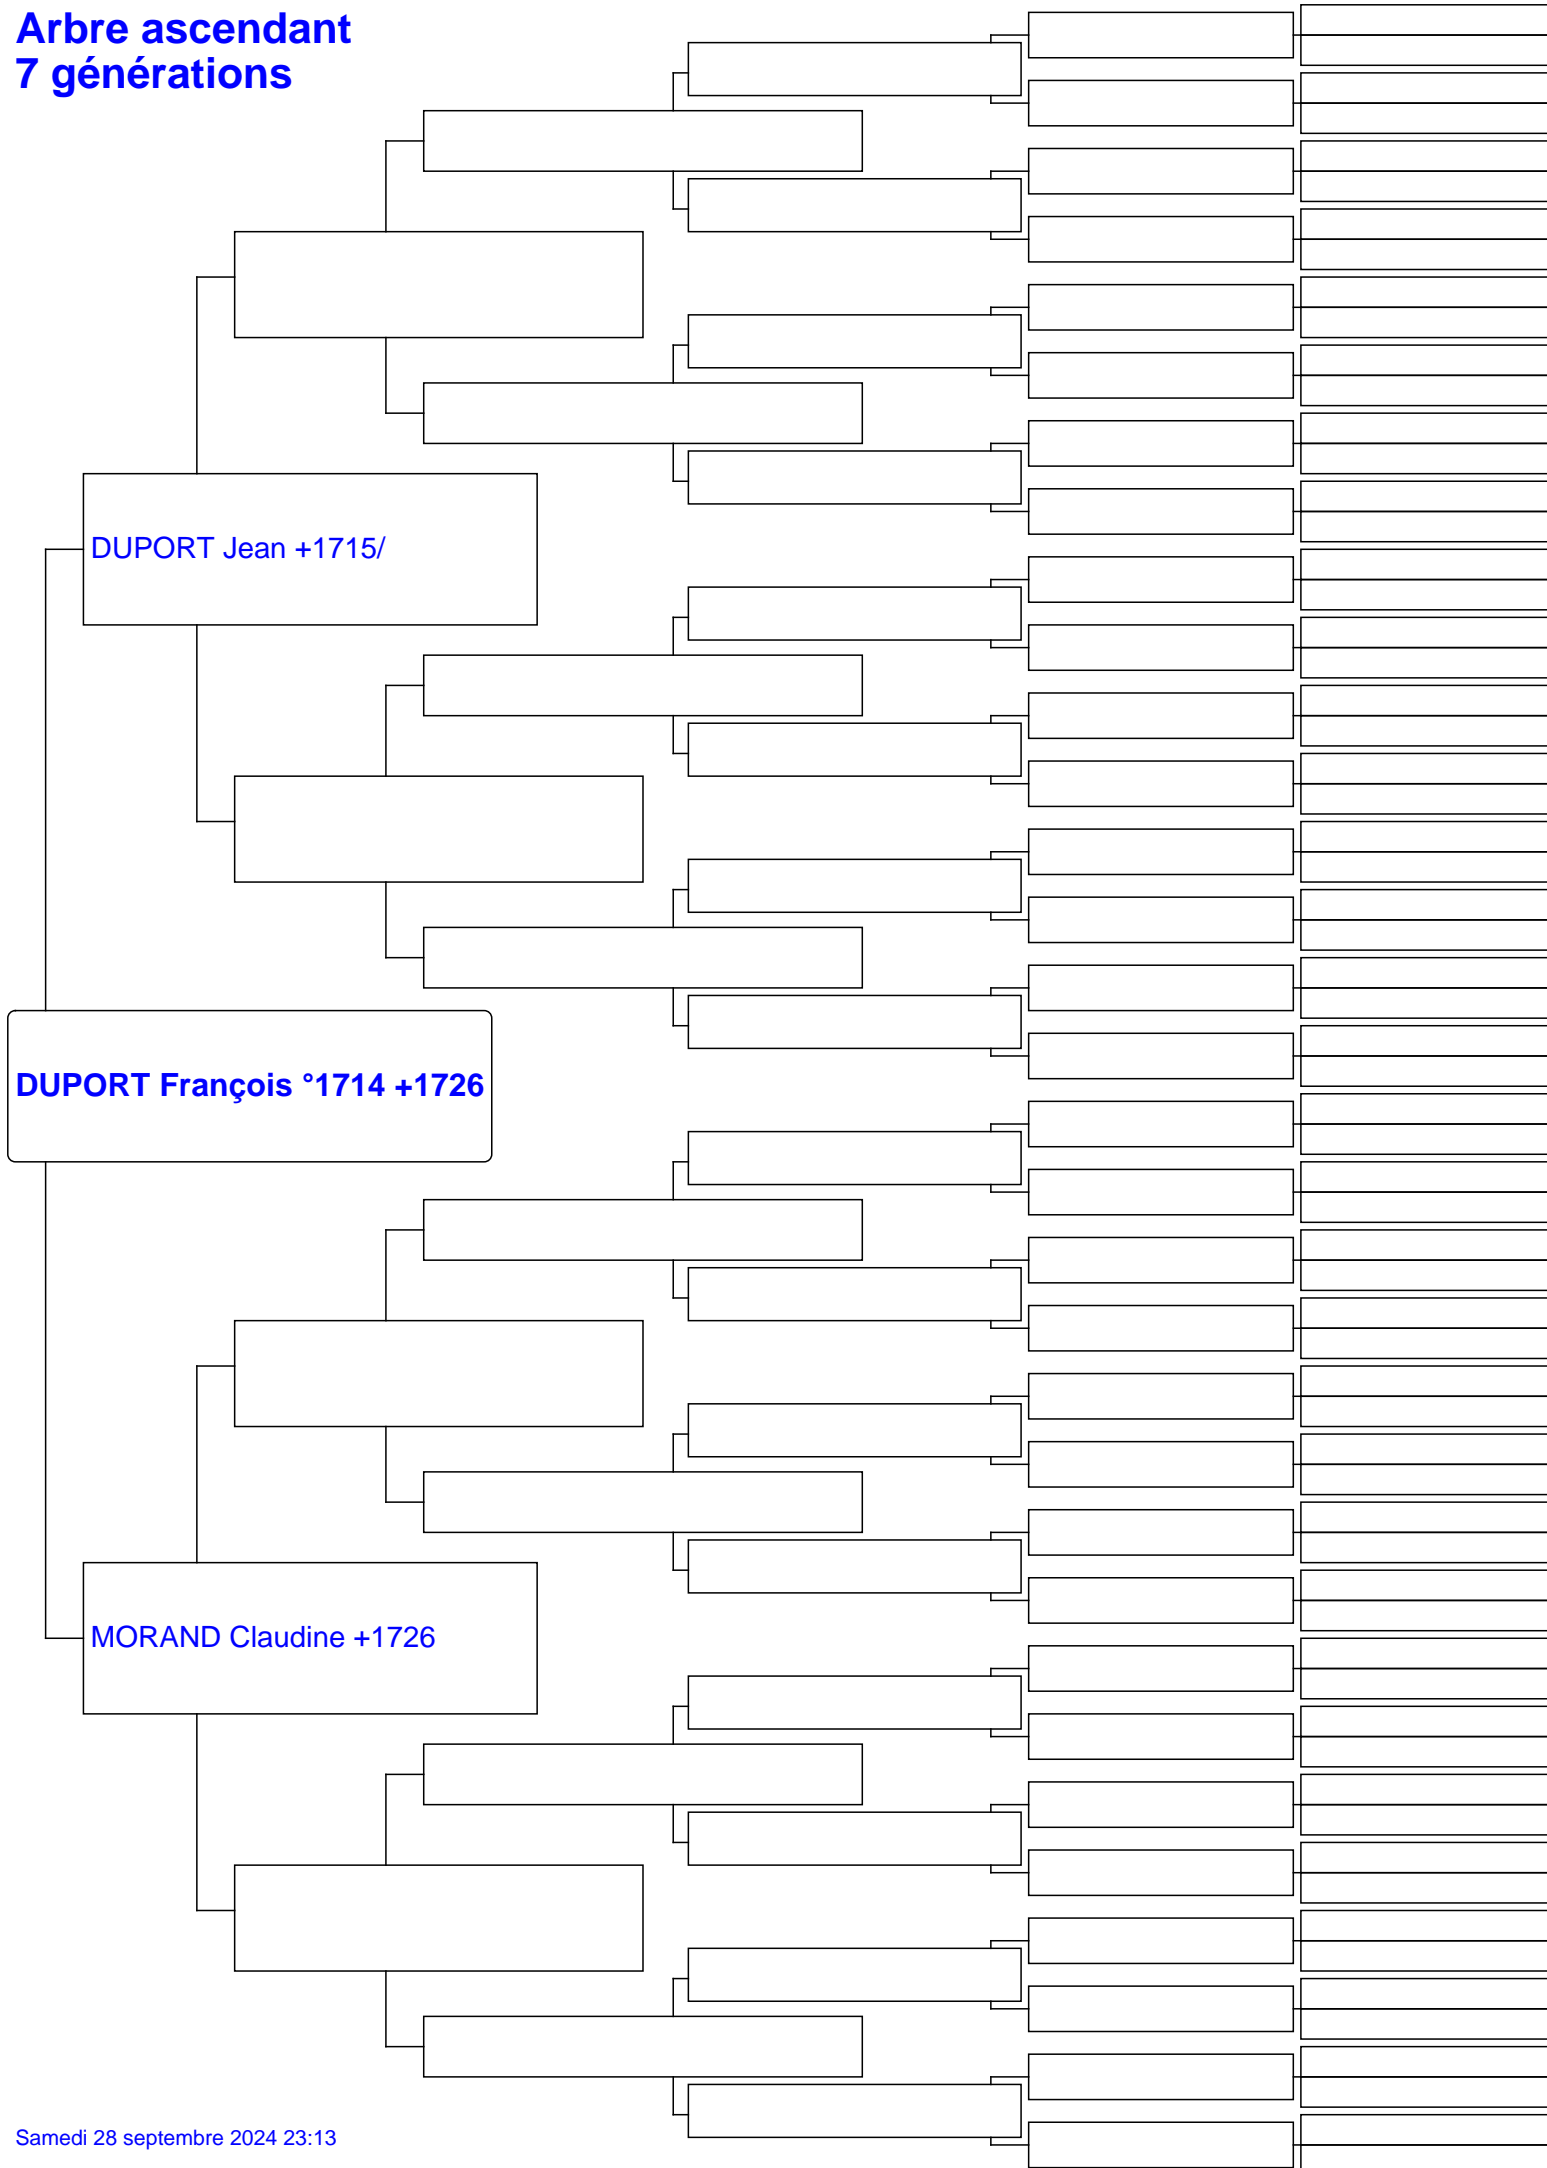 Arbre ascendant
7 générations
DUPORT Jean +1715/
DUPORT François °1714 +1726
MORAND Claudine +1726
Samedi 28 septembre 2024 23:13